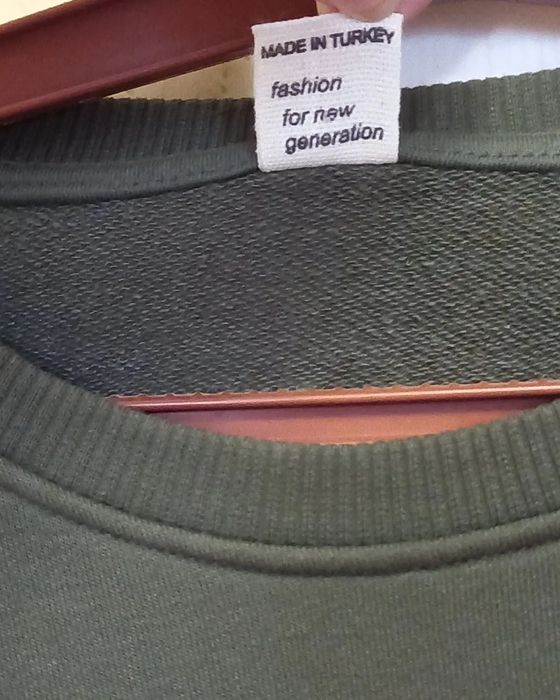 MADE IN TURKEY
fashion
for new
generation